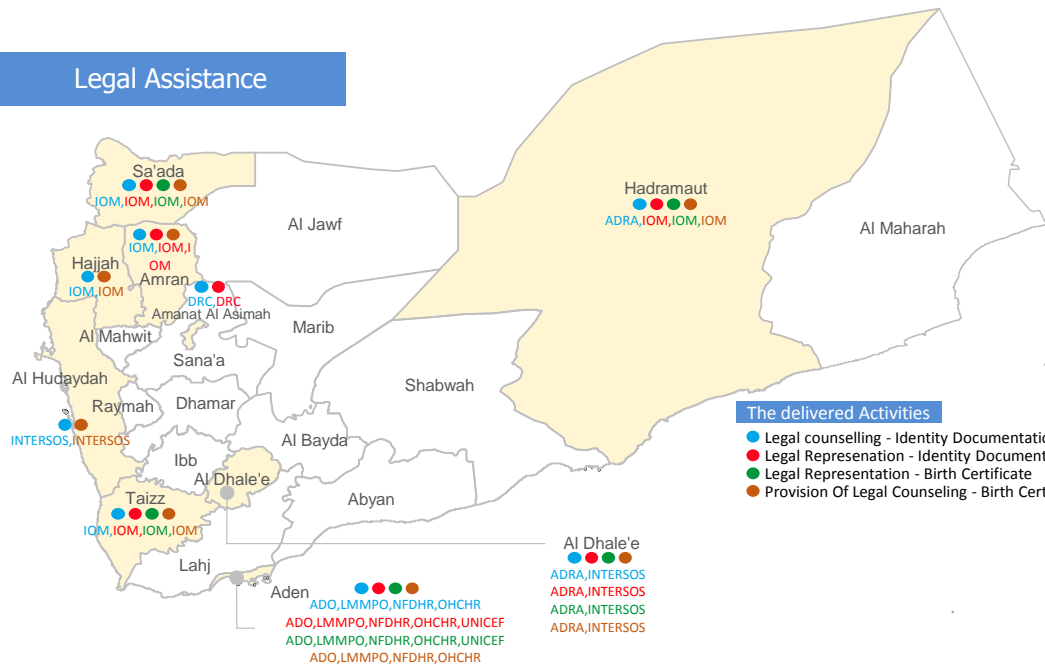 Legal Assistance
Sa'ada
IOM,IOM,IOM,IOM
Hadramaut
ADRA,IOM,IOM,IOM
Al Jawf
Al Maharah
IOM,IOM,I
OM
Hajjah
Amran
IOM,IOM
DRC,DRC
Amanat Al Asimah
Marib
Al Mahwit
Sana'a
Al Hudaydah
Shabwah
Raymah
Dhamar
INTERSOS,INTERSOS
Al Bayda
Ibb
Al Dhale'e
Abyan
Taizz
IOM,IOM,IOM,IOM
Lahj
Aden
The delivered Activities
Legal counselling - Identity Documentatio
Legal Represenation - Identity Document
Legal Representation - Birth Certificate
Provision Of Legal Counseling - Birth Cert
Al Dhale'e
ADRA,INTERSOS
ADRA,INTERSOS
ADRA,INTERSOS
ADRA,INTERSOS
ADO,LMMPO,NFDHR,OHCHR
ADO,LMMPO,NFDHR,OHCHR,UNICEF
ADO,LMMPO,NFDHR,OHCHR,UNICEF
ADO,LMMPO,NFDHR,OHCHR